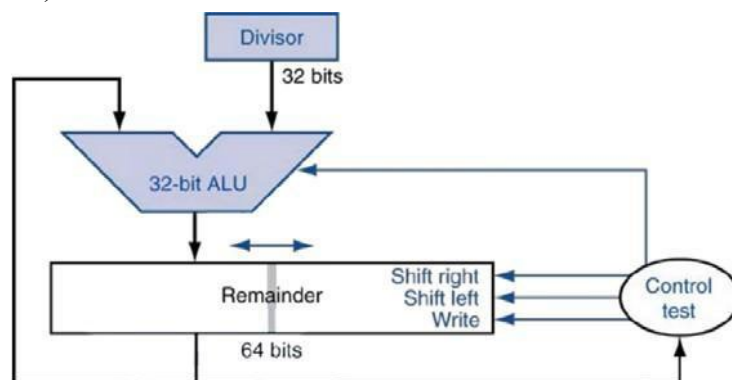 Divisor
32 bits
32-bit ALU
Remainder
Shift right
Shift left
Write
Control
test
64 bits